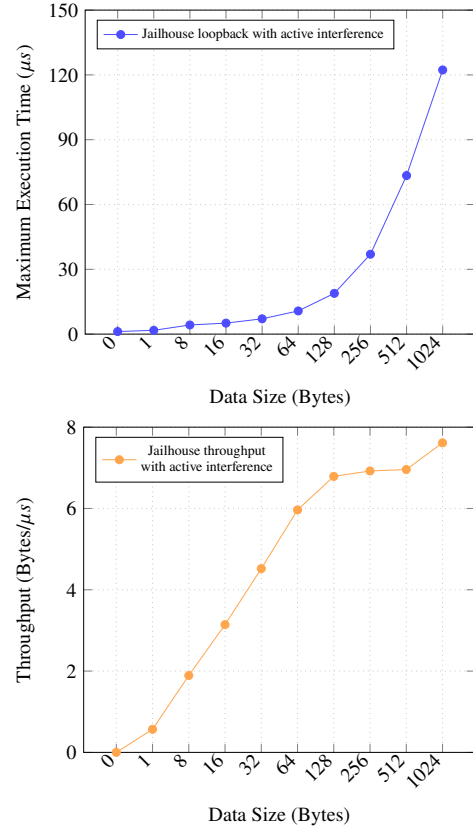 150
120
90
60
30
0
Maximum Execution Time (μs)
Jailhouse loopback with active interference
0 1 8 16 32 64 128 256 512 1024
Data Size (Bytes)
8
6
4
2
0
Throughput (Bytes/μs)
Jailhouse throughput
with active interference
0 1 8 16 32 64 128 256 512 1024
Data Size (Bytes)